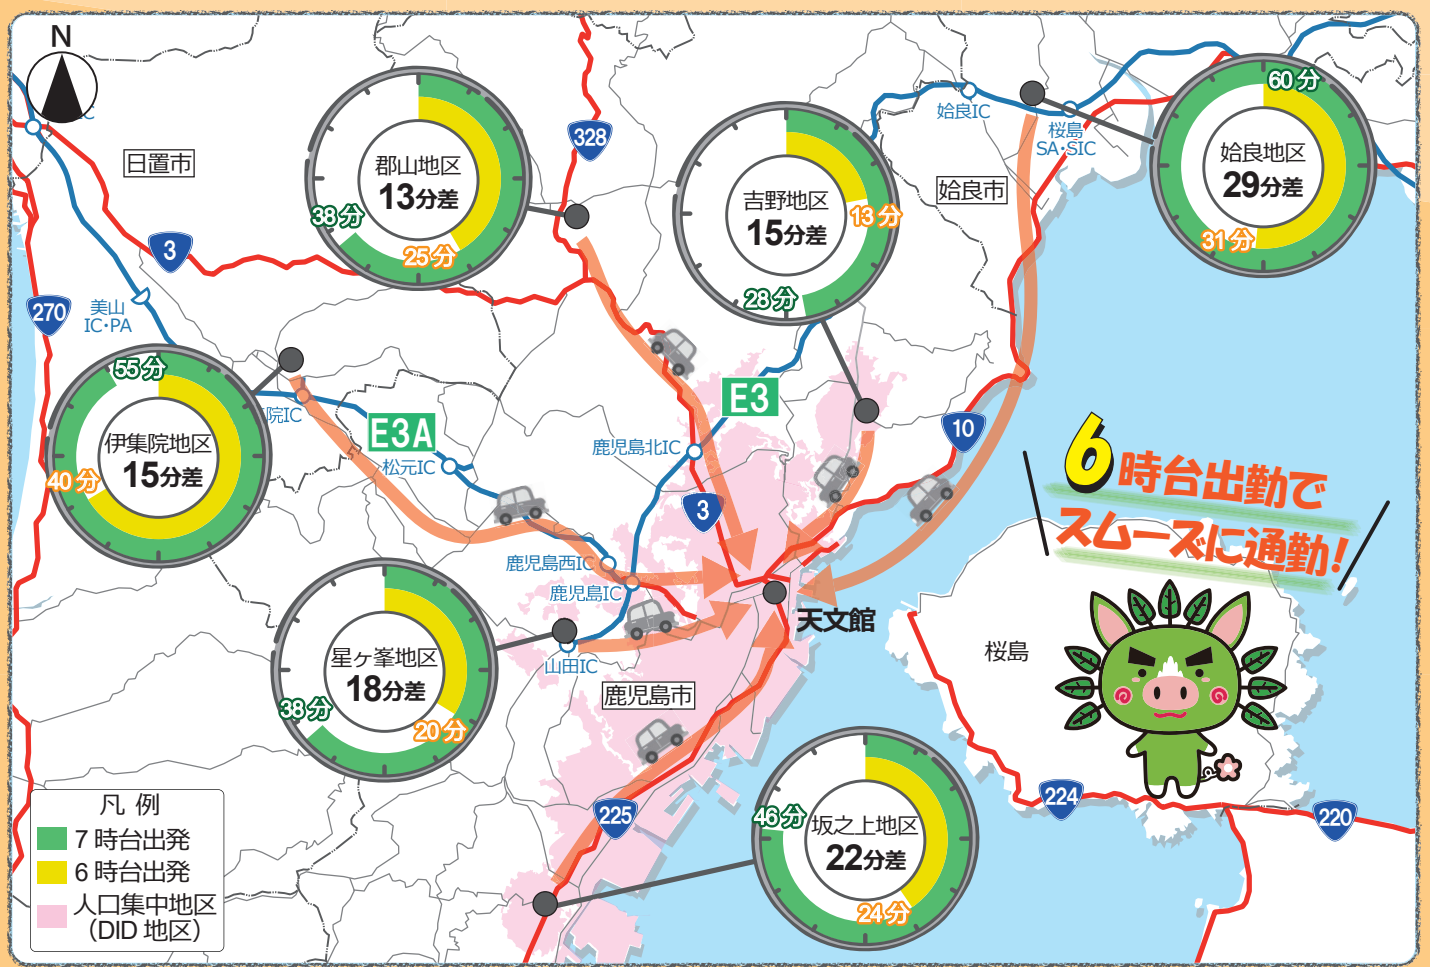 N
日置市
328
郡山地区
13分差
38分
25分
吉野地区
15分差
13分
28分
姶良IC
桜島
SA・SIC
姶良市
60分
姶良地区
29分差
31分
3
270
美山
IC・PA
55分
伊集院地区
15分差
40分
院IC
E3A
松元IC
E3
鹿児島北IC
3
10
6時台出勤で
スムーズに通勤!
鹿児島西IC
鹿児島IC
天文館
山田IC
鹿児島市
桜島
星ヶ峯地区
18分差
38分
20分
225
46分
坂之上地区
22分差
24分
224
220
凡 例
7時台出発
6時台出発
人口集中地区
（DID 地区）